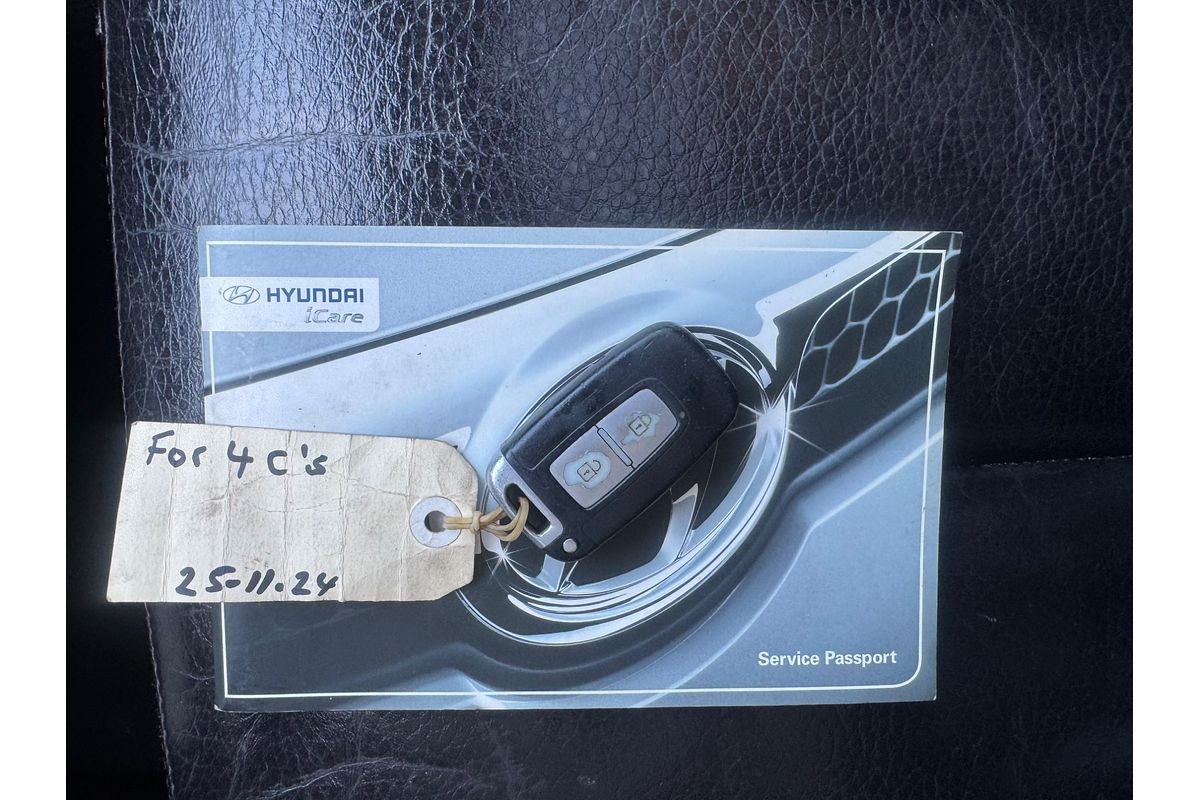 HYUNDAI
iCare
For 4 C's
25-11.24
Service Passport